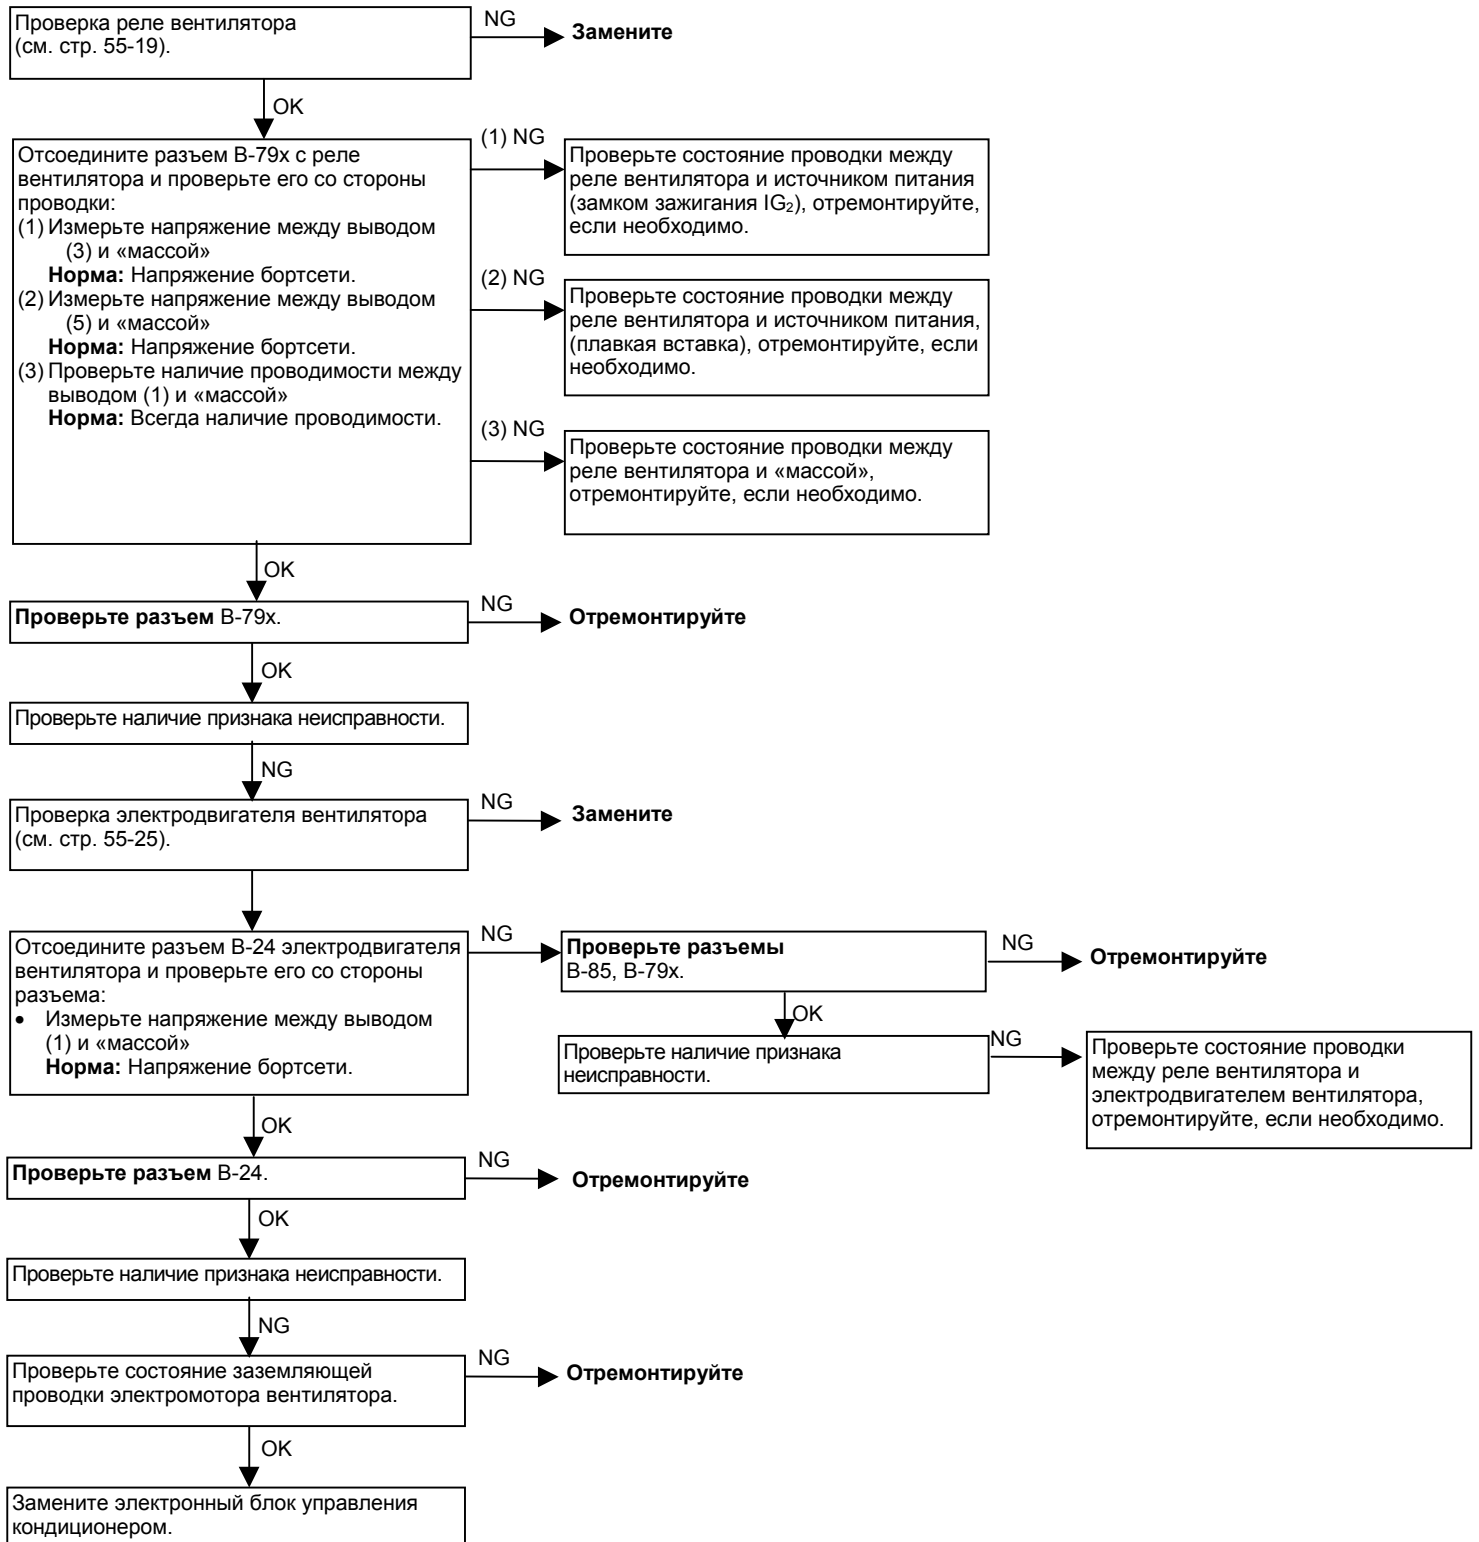 Проверка реле вентилятора
(см. стр. 55-19).
NG
Замените
OK
Отсоедините разъем В-79х с реле
вентилятора и проверьте его со стороны
проводки:
(1) Измерьте напряжение между выводом
(3) и «массой»
Норма: Напряжение бортсети.
(2) Измерьте напряжение между выводом
(5) и «массой»
Норма: Напряжение бортсети.
(3) Проверьте наличие проводимости между
выводом (1) и «массой»
Норма: Всегда наличие проводимости.
(1) NG
Проверьте состояние проводки между
реле вентилятора и источником питания
(замком зажигания IG₂), отремонтируйте,
если необходимо.
(2) NG
Проверьте состояние проводки между
реле вентилятора и источником питания,
(плавкая вставка), отремонтируйте, если
необходимо.
(3) NG
Проверьте состояние проводки между
реле вентилятора и «массой»,
отремонтируйте, если необходимо.
OK
Проверьте разъем В-79х.
NG
Отремонтируйте
OK
Проверьте наличие признака неисправности.
NG
Проверка электродвигателя вентилятора
(см. стр. 55-25).
NG
Замените
Отсоедините разъем В-24 электродвигателя
вентилятора и проверьте его со стороны
разъема:
• Измерьте напряжение между выводом
(1) и «массой»
Норма: Напряжение бортсети.
NG
Проверьте разъемы
В-85, В-79х.
NG
Отремонтируйте
OK
Проверьте наличие признака
неисправности.
NG
Проверьте состояние проводки
между реле вентилятора и
электродвигателем вентилятора,
отремонтируйте, если необходимо.
OK
Проверьте разъем В-24.
NG
Отремонтируйте
OK
Проверьте наличие признака неисправности.
NG
Проверьте состояние заземляющей
проводки электромотора вентилятора.
NG
Отремонтируйте
OK
Замените электронный блок управления
кондиционером.